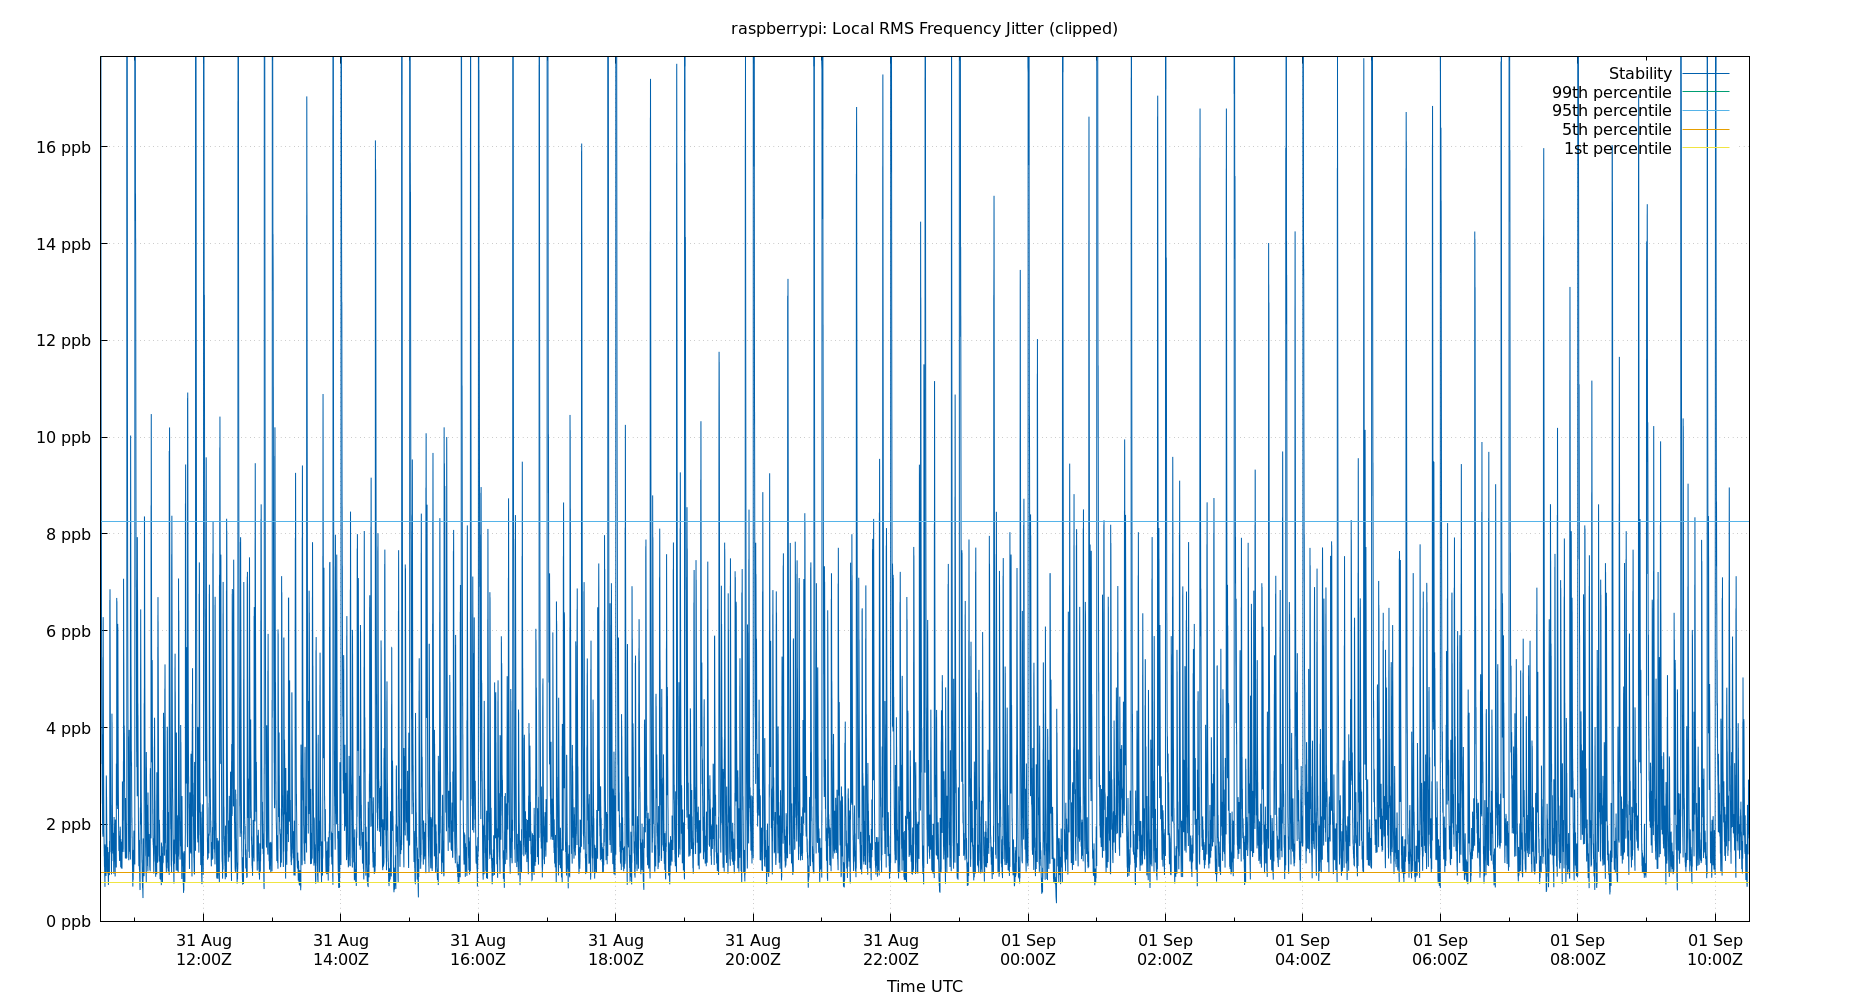 raspberrypi: Local RMS Frequency Jitter (clipped)
Stability
99th percentile
95th percentile
5th percentile
1st percentile
16 ppb
14 ppb
12 ppb
10 ppb
8 ppb
6 ppb
4 ppb
2 ppb
0 ppb
31 Aug 31 Aug 31 Aug 31 Aug 31 Aug 31 Aug 01 Sep 01 Sep 01 Sep 01 Sep 01 Sep 01 Sep
12:00Z 14:00Z 16:00Z 18:00Z 20:00Z 22:00Z 00:00Z 02:00Z 04:00Z 06:00Z 08:00Z 10:00Z
Time UTC